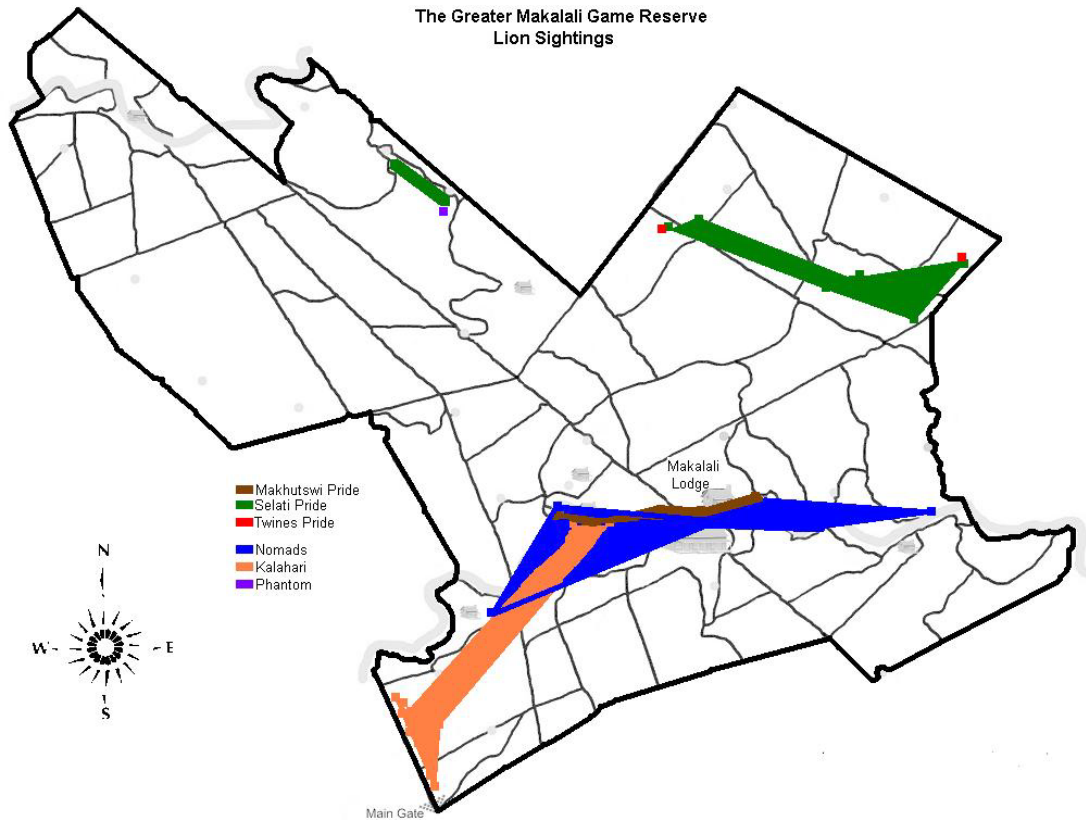 The Greater Makalali Game Reserve
Lion Sightings
Makalali
Lodge
Makhutswi Pride
Selati Pride
Twines Pride
Nomads
Kalahari
Phantom
N
W
E
S
Main Gate